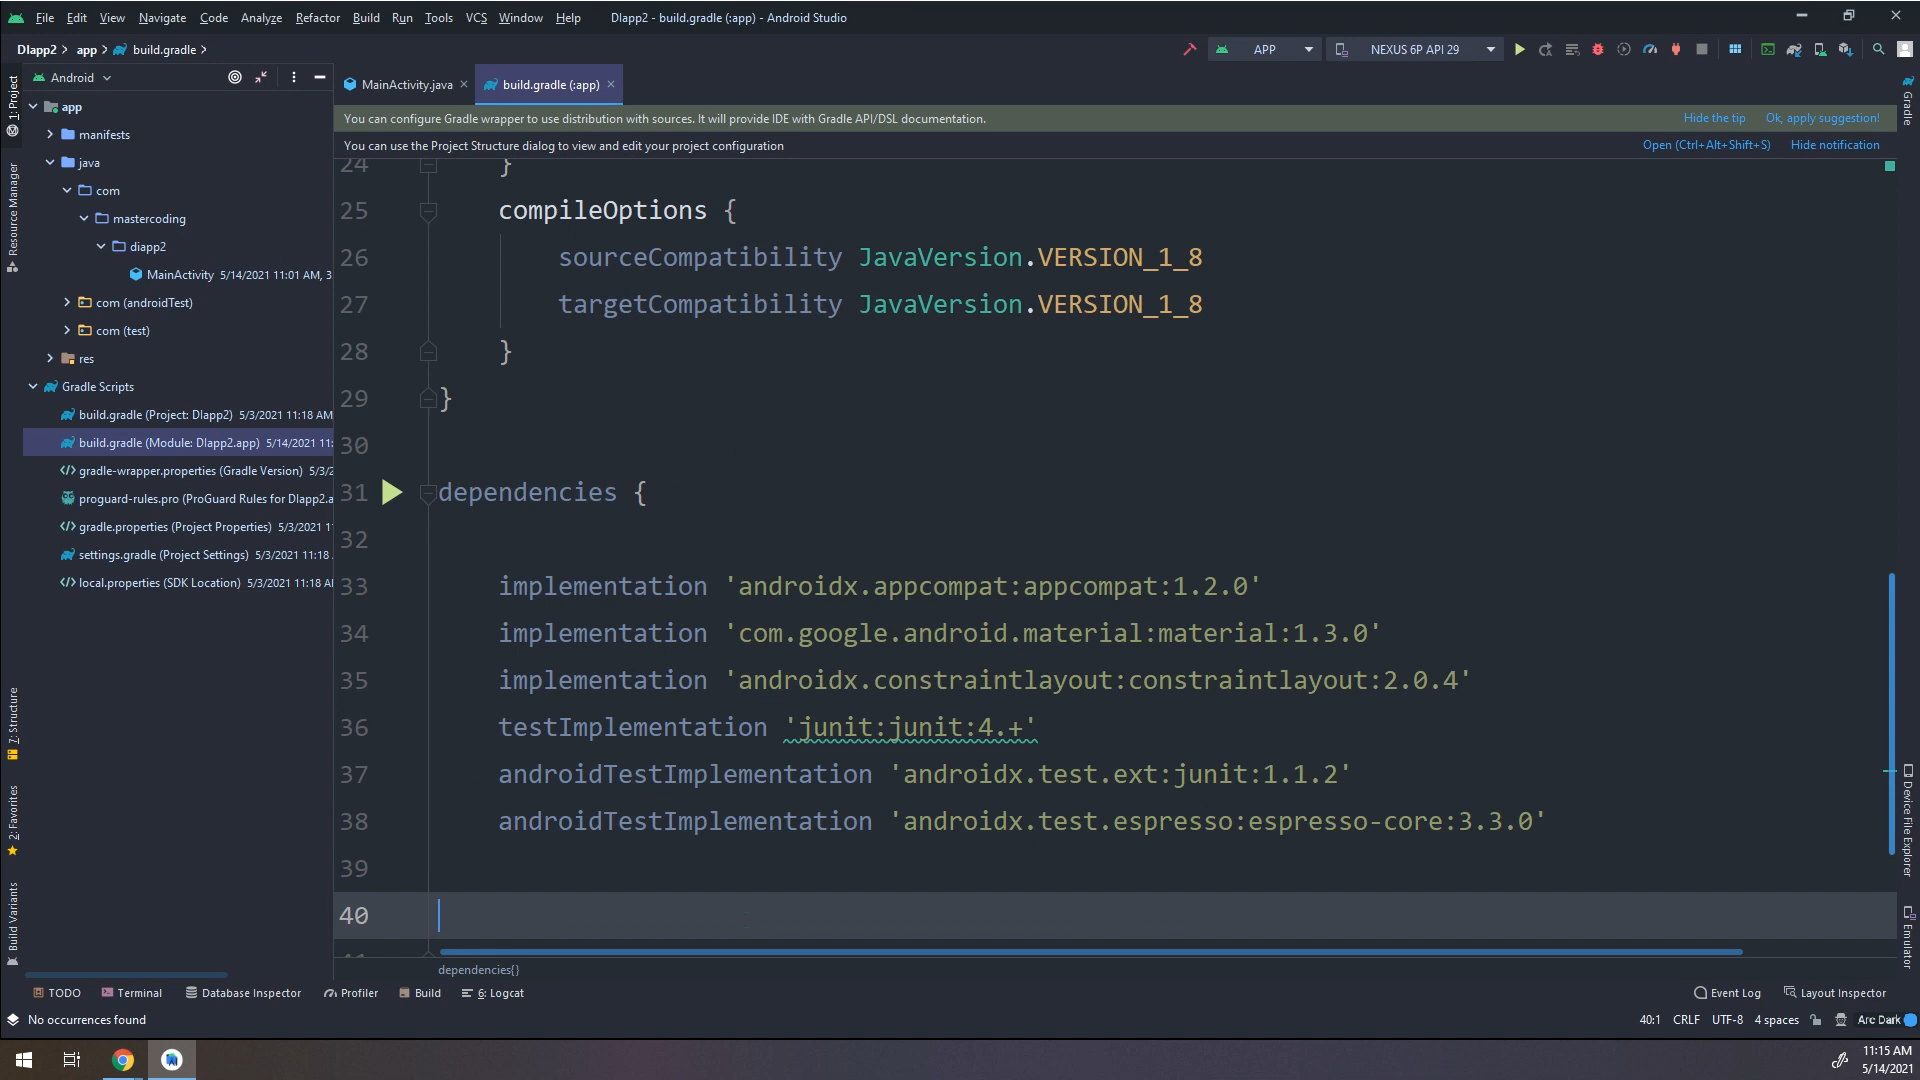 File Edit View Navigate Code Analyze Refactor Build Run Tools VCS Window Help DIapp2 - build.gradle (:app) - Android Studio
DIapp2 app build.gradle
APP NEXUS 6P API 29
Android
MainActivity.java build.gradle (:app)
1: Project
Resource Manager
7: Structure
2: Favorites
Build Variants
app
manifests
java
com
mastercoding
diapp2
MainActivity 5/14/2021 11:01 AM, 3
com (androidTest)
com (test)
res
Gradle Scripts
build.gradle (Project: DIapp2) 5/3/2021 11:18 AM
build.gradle (Module: DIapp2.app) 5/14/2021 11:
gradle-wrapper.properties (Gradle Version) 5/3/2
proguard-rules.pro (ProGuard Rules for DIapp2.a
gradle.properties (Project Properties) 5/3/2021 1
settings.gradle (Project Settings) 5/3/2021 11:18
local.properties (SDK Location) 5/3/2021 11:18 A
You can configure Gradle wrapper to use distribution with sources. It will provide IDE with Gradle API/DSL documentation. Hide the tip Ok, apply suggestion!
You can use the Project Structure dialog to view and edit your project configuration Open (Ctrl+Alt+Shift+S) Hide notification
24 }
25 compileOptions {
26 sourceCompatibility JavaVersion.VERSION_1_8
27 targetCompatibility JavaVersion.VERSION_1_8
28 }
29 }
30
31 dependencies {
32
33 implementation 'androidx.appcompat:appcompat:1.2.0'
34 implementation 'com.google.android.material:material:1.3.0'
35 implementation 'androidx.constraintlayout:constraintlayout:2.0.4'
36 testImplementation 'junit:junit:4.+'
37 androidTestImplementation 'androidx.test.ext:junit:1.1.2'
38 androidTestImplementation 'androidx.test.espresso:espresso-core:3.3.0'
39
40
dependencies{}
Gradle
Device File Explorer
Emulator
TODO Terminal Database Inspector Profiler Build 6: Logcat Event Log Layout Inspector
No occurrences found 40:1 CRLF UTF-8 4 spaces Arc Dark
11:15 AM
5/14/2021